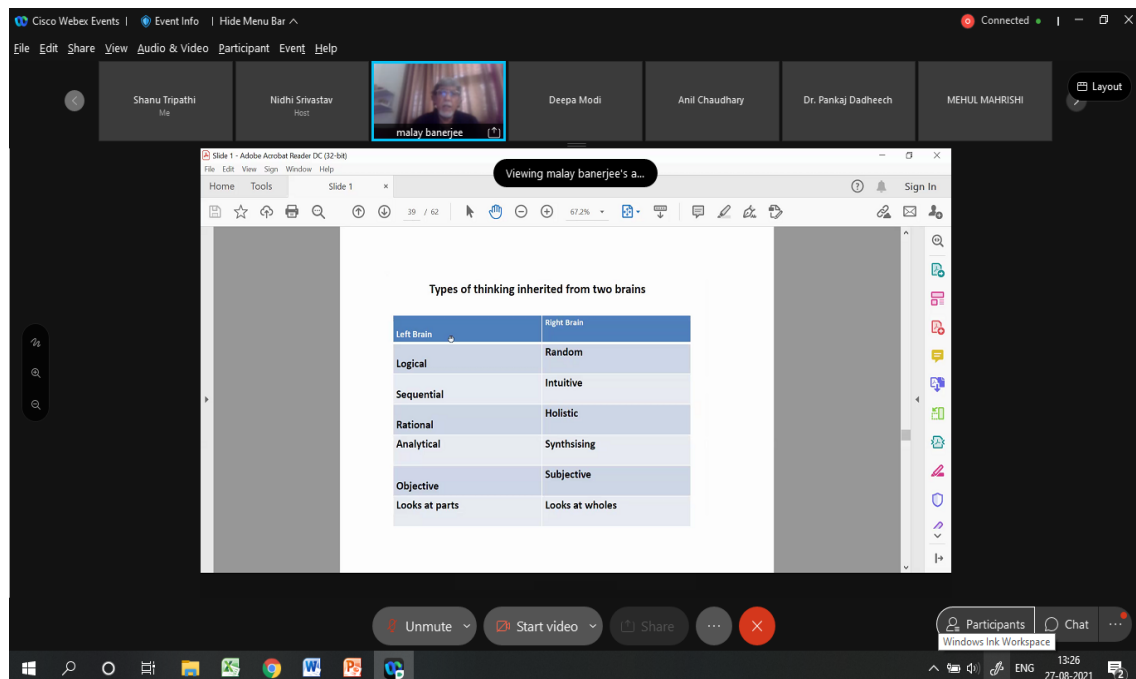 Cisco Webex Events | Event Info | Hide Menu Bar
Connected
File Edit Share View Audio & Video Participant Event Help
Shanu Tripathi
Me
Nidhi Srivastav
Host
malay banerjee
Deepa Modi
Anil Chaudhary
Dr. Pankaj Dadheech
MEHUL MAHRISHI
Layout
Slide 1 - Adobe Acrobat Reader DC (32-bit)
File Edit View Sign Window Help
Viewing malay banerjee's a...
Home Tools Slide 1 × Sign In
39 / 62 67.2%
Types of thinking inherited from two brains
Left Brain Right Brain
Logical Random
Sequential Intuitive
Rational Holistic
Analytical Synthsising
Objective Subjective
Looks at parts Looks at wholes
Unmute Start video Share Participants Chat
Windows Ink Workspace
ENG 13:26
27-08-2021
2